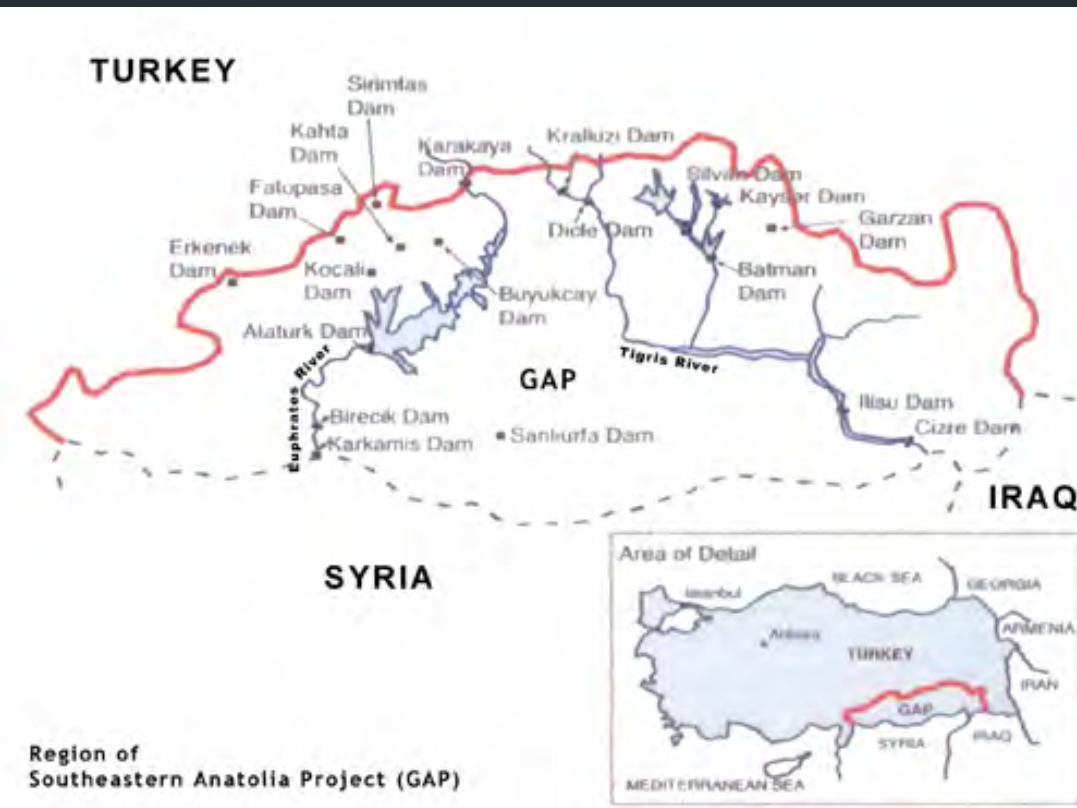 TURKEY
Sirimtas
Dam
Kahta
Dam
Karakaya
Dam
Kralkizi Dam
Silvan Dam
Kayser Dam
Fatopasa
Dam
Garzan
Dam
Dicle Dam
Erkenek
Dam
Kocali
Dam
Batman
Dam
Buyukcay
Dam
Ataturk Dam
Euphrates River
Tigris River
GAP
Birecik Dam
Karkamis Dam
Sanliurfa Dam
Ilisu Dam
Cizre Dam
IRAQ
SYRIA
Area of Detail
BLACK SEA
GEORGIA
Istanbul
ARMENIA
Ankara
TURKEY
IRAN
GAP
SYRIA
IRAQ
MEDITERRANEAN SEA
Region of
Southeastern Anatolia Project (GAP)